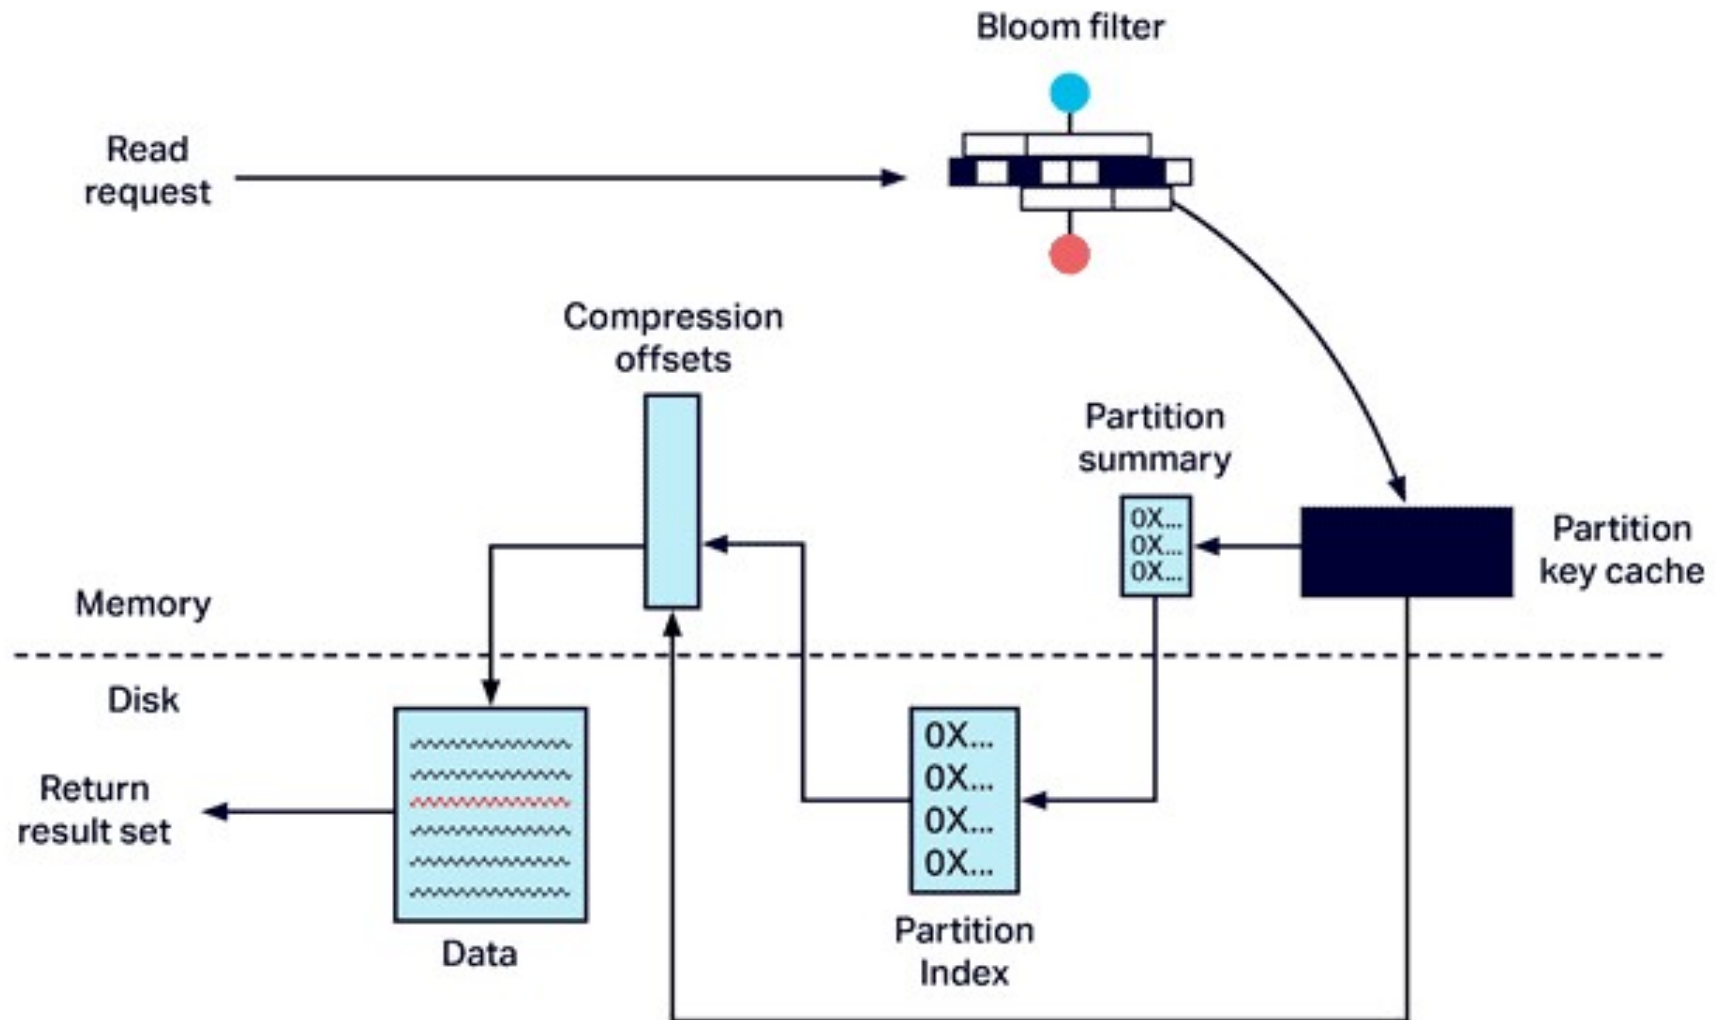 Bloom filter
Read
request
Compression
offsets
Partition
summary
0X...
0X...
0X...
Partition
key cache
Memory
Disk
0X...
0X...
0X...
0X...
Return
result set
Data
Partition
Index